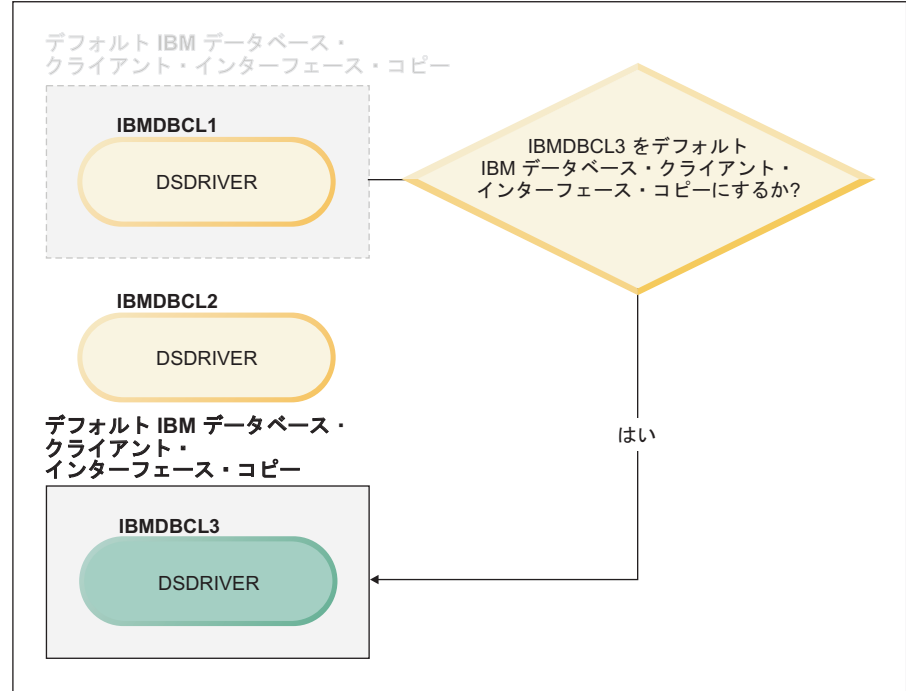 デフォルト IBM データベース・
クライアント・インターフェース・コピー
IBMDBCL1
DSDRIVER
IBMDBCL3 をデフォルト
IBM データベース・クライアント・
インターフェース・コピーにするか?
IBMDBCL2
DSDRIVER
デフォルト IBM データベース・
クライアント・
インターフェース・コピー
はい
IBMDBCL3
DSDRIVER